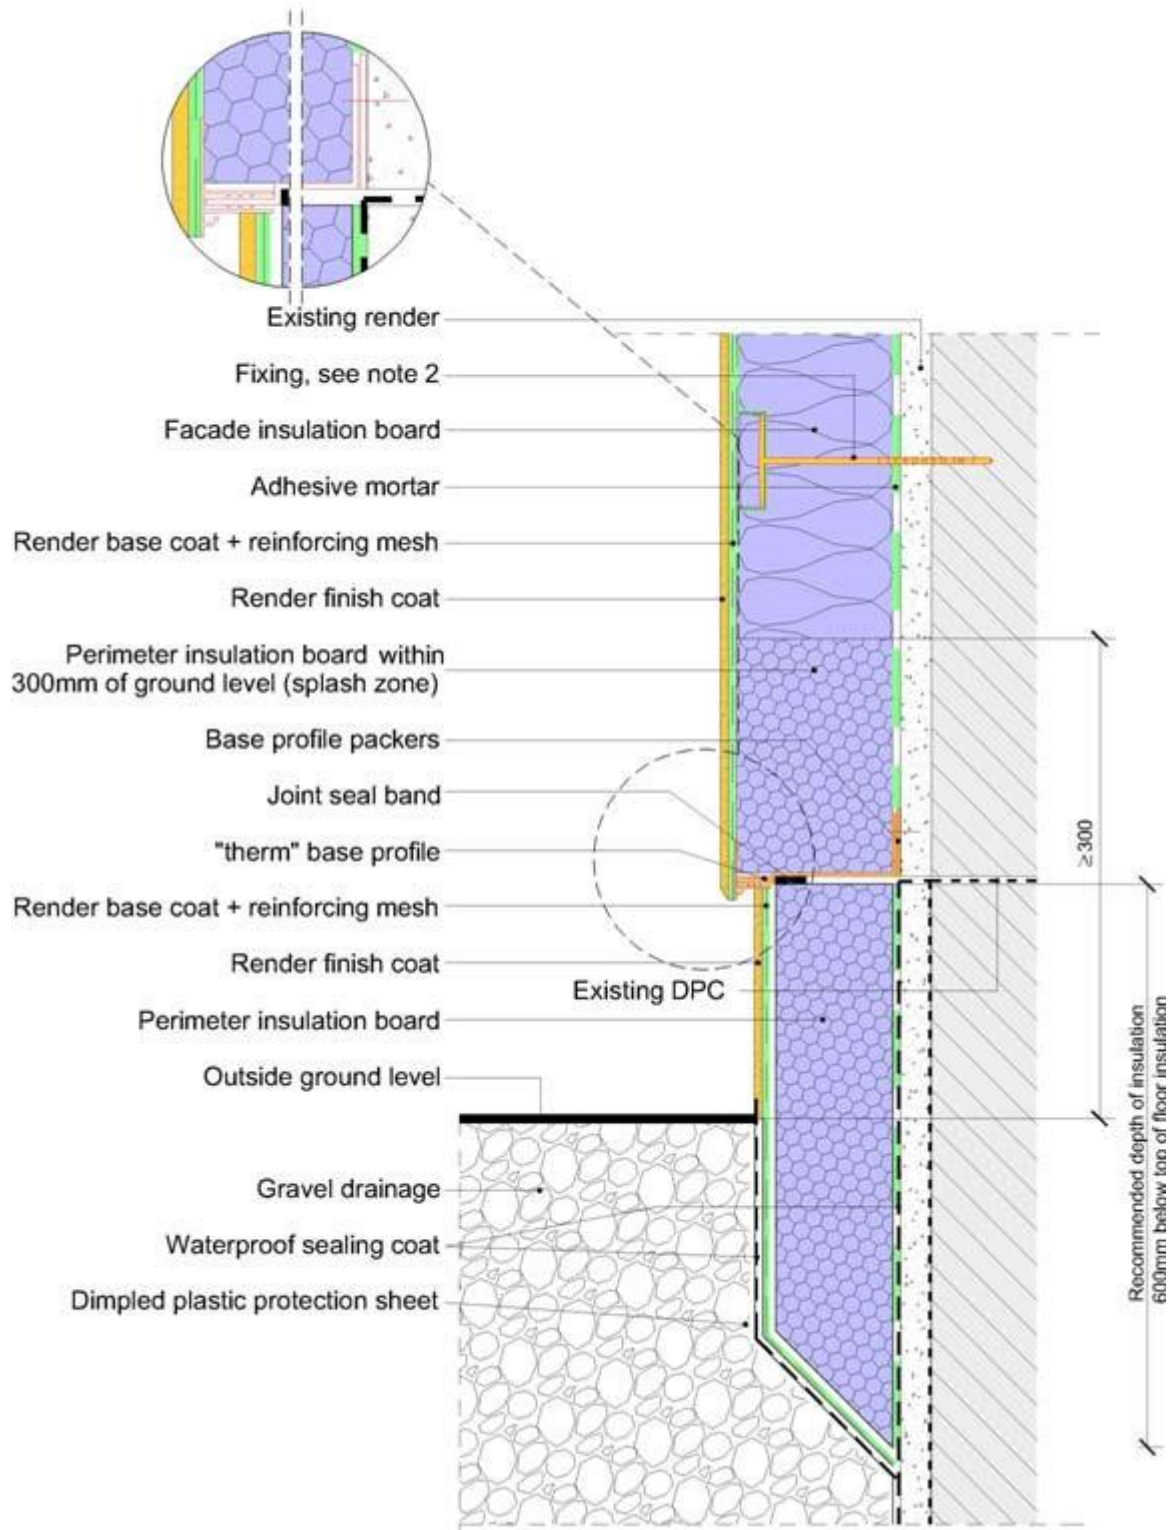 Existing render
Fixing, see note 2
Facade insulation board
Adhesive mortar
Render base coat + reinforcing mesh
Render finish coat
Perimeter insulation board within
300mm of ground level (splash zone)
Base profile packers
Joint seal band
"therm" base profile
Render base coat + reinforcing mesh
Render finish coat
Existing DPC
Perimeter insulation board
Outside ground level
Gravel drainage
Waterproof sealing coat
Dimpled plastic protection sheet
≥300
Recommended depth of insulation
600mm below top of floor insulation